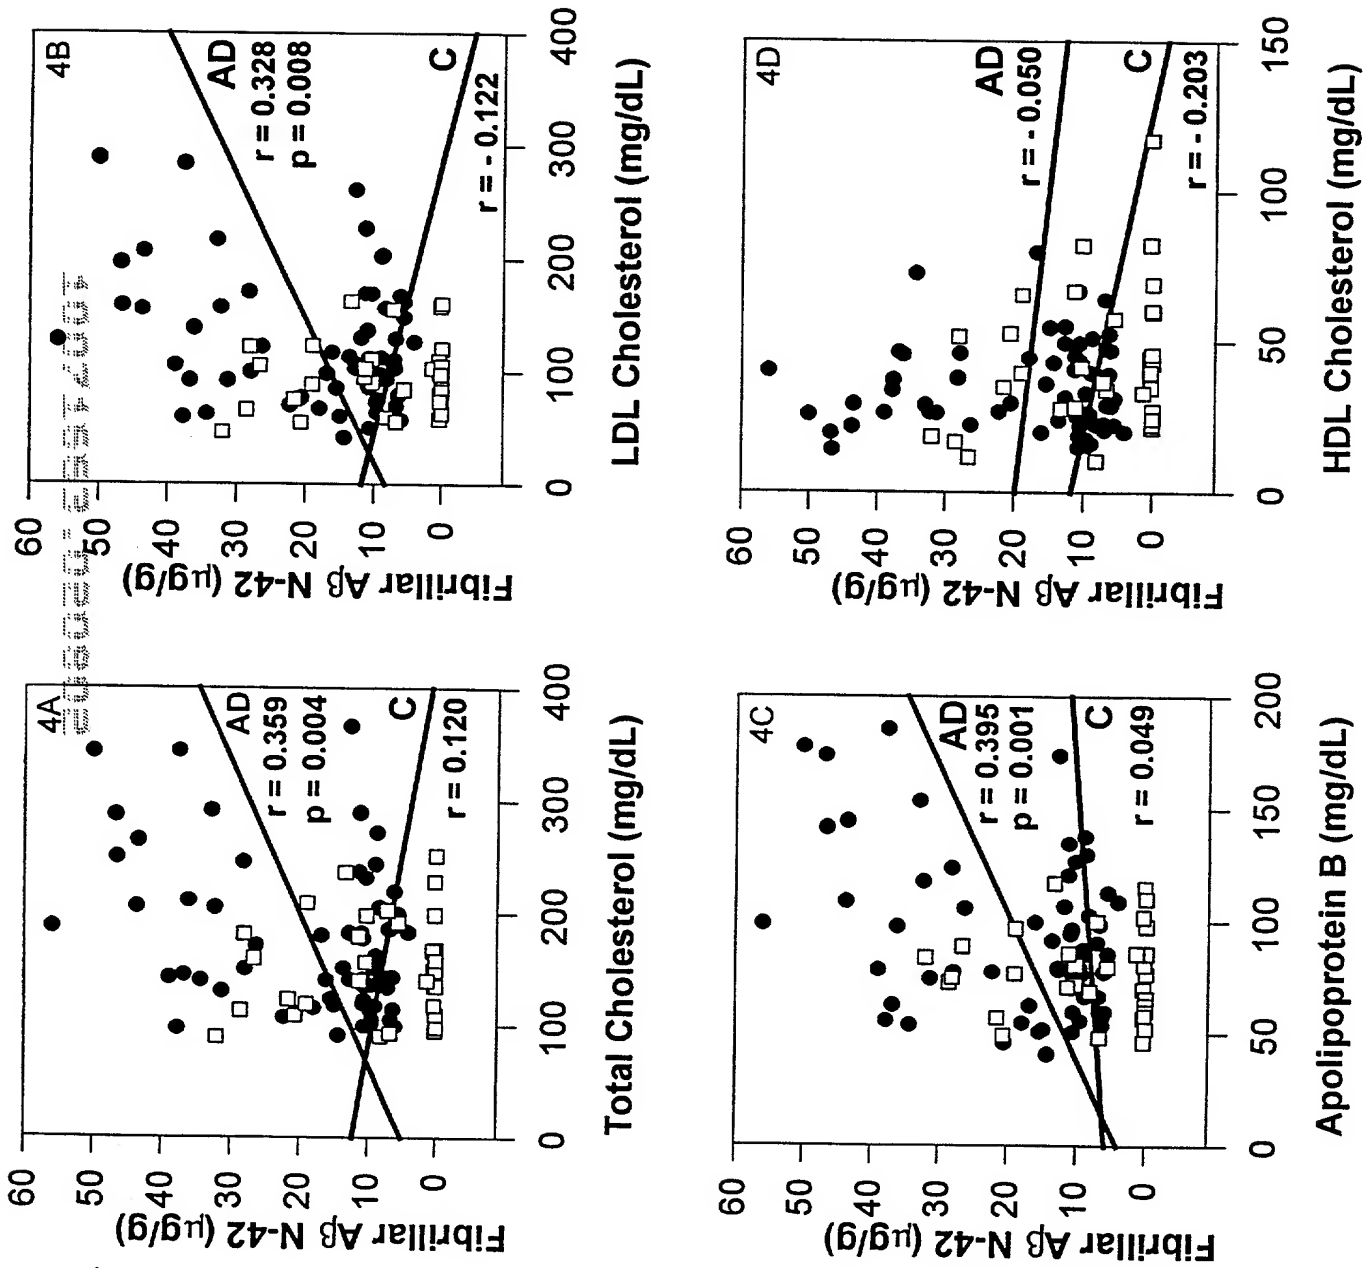 4A
AD
r = 0.359
p = 0.004
C
r = 0.120
60
50
40
30
20
10
0
Fibrillar Aβ N-42 (μg/g)
0
100
200
300
400
Total Cholesterol (mg/dL)
4B
AD
r = 0.328
p = 0.008
C
r = - 0.122
60
50
40
30
20
10
0
Fibrillar Aβ N-42 (μg/g)
0
100
200
300
400
LDL Cholesterol (mg/dL)
4C
AD
r = 0.395
p = 0.001
C
r = 0.049
60
50
40
30
20
10
0
Fibrillar Aβ N-42 (μg/g)
0
50
100
150
200
Apolipoprotein B (mg/dL)
4D
AD
r = - 0.050
C
r = - 0.203
60
50
40
30
20
10
0
Fibrillar Aβ N-42 (μg/g)
0
50
100
150
HDL Cholesterol (mg/dL)